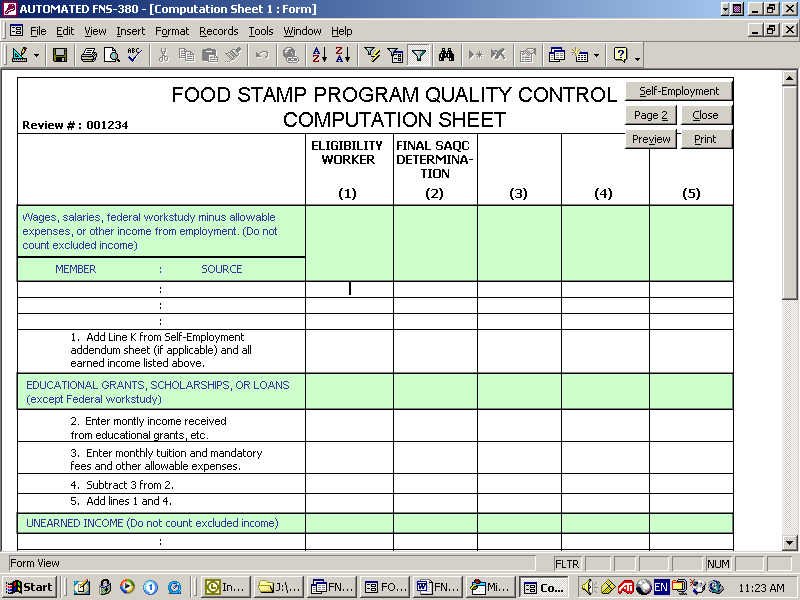 AUTOMATED FNS-380 - [Computation Sheet 1 : Form]
File Edit View Insert Format Records Tools Window Help
FOOD STAMP PROGRAM QUALITY CONTROL
COMPUTATION SHEET
Review # : 001234
Self-Employment
Page 2 Close
Preview Print
ELIGIBILITY WORKER
(1)
FINAL SAQC DETERMINA-
TION
(2)
(3)
(4)
(5)
Wages, salaries, federal workstudy minus allowable
expenses, or other income from employment. (Do not
count excluded income)
MEMBER : SOURCE
:
:
:
1. Add Line K from Self-Employment
addendum sheet (if applicable) and all
earned income listed above.
EDUCATIONAL GRANTS, SCHOLARSHIPS, OR LOANS
(except Federal workstudy)
2. Enter montly income received
from educational grants, etc.
3. Enter monthly tuition and mandatory
fees and other allowable expenses.
4. Subtract 3 from 2.
5. Add lines 1 and 4.
UNEARNED INCOME (Do not count excluded income)
:
Form View FLTR NUM
Start In... J:\... FN... FO... FN... Mi... Co... EN 11:23 AM